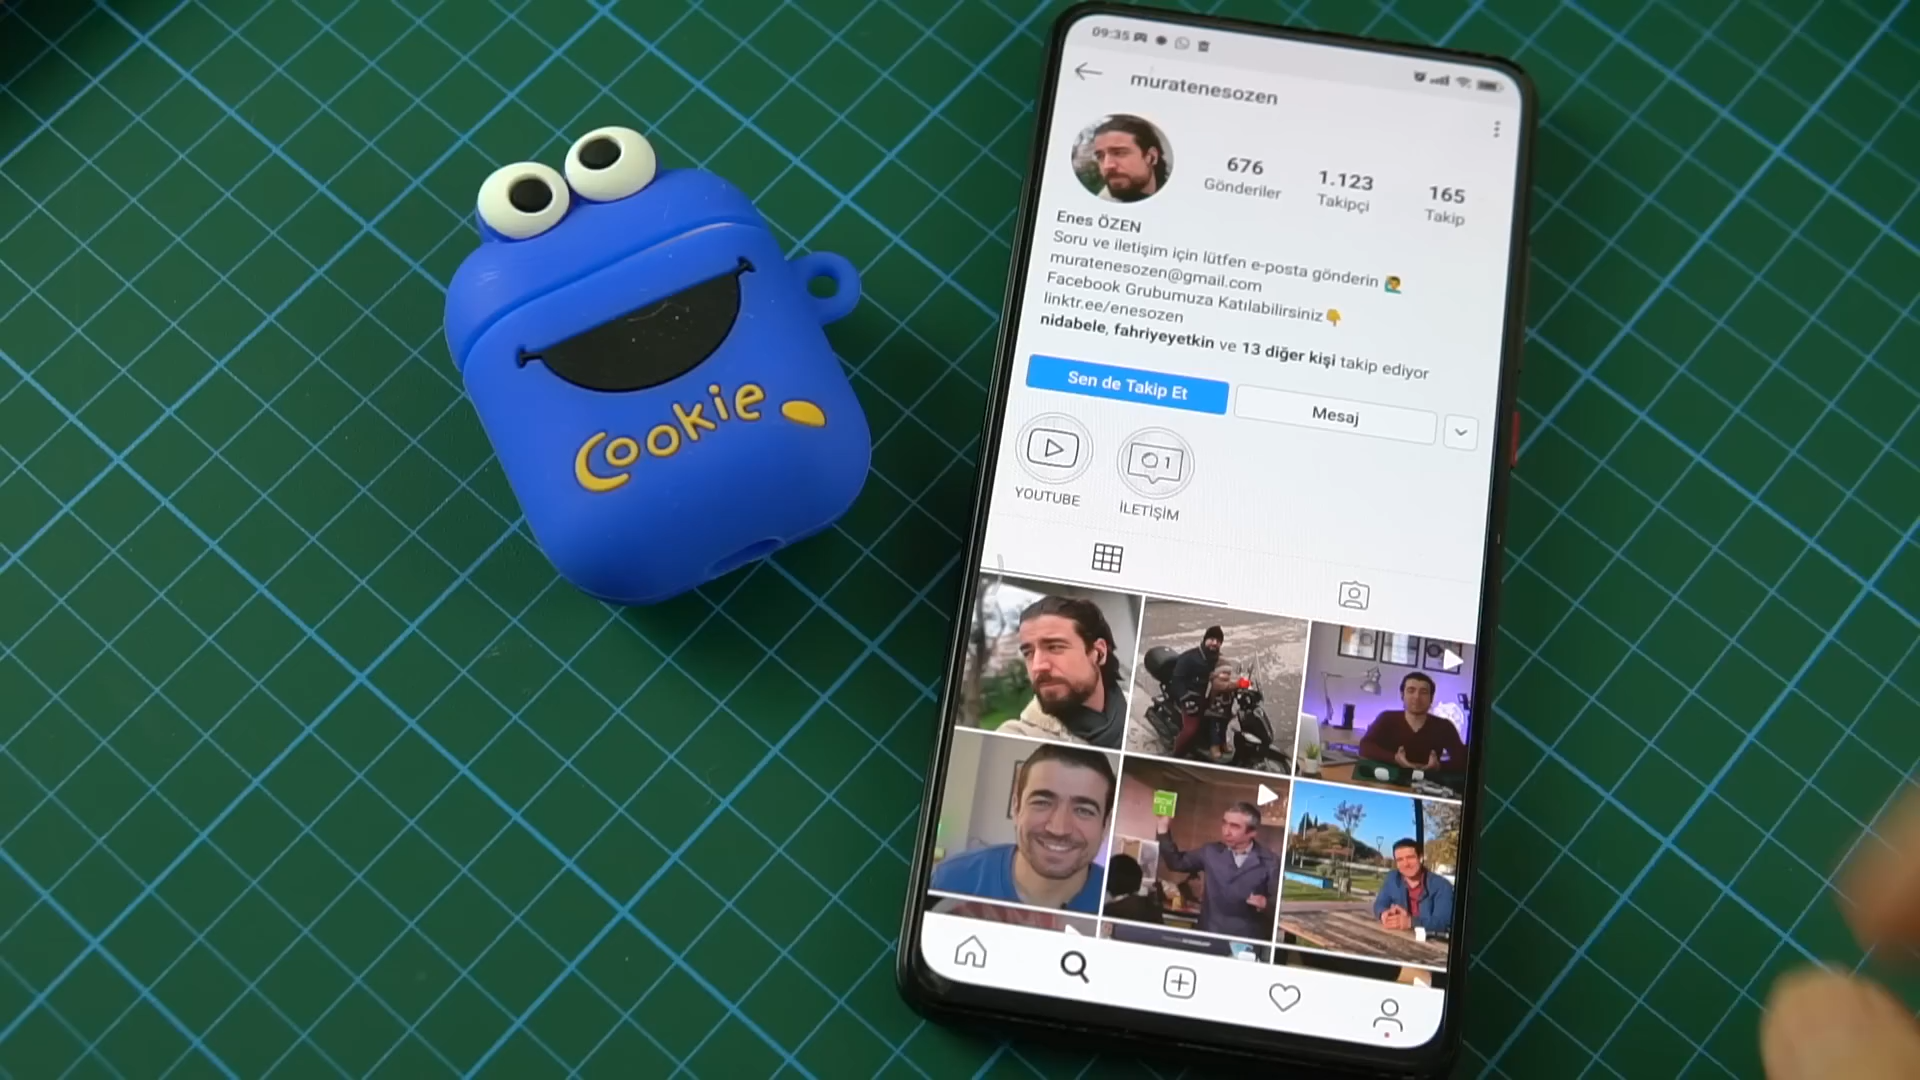 Cookie
09:35
muratenesozen
676
Gönderiler
1.123
Takipçi
165
Takip
Enes ÖZEN
Soru ve iletişim için lütfen e-posta gönderin
muratenesozen@gmail.com
Facebook Grubumuza Katılabilirsiniz
linktr.ee/enesozen
nidabele, fahriyeyetkin ve 13 diğer kişi takip ediyor
Sen de Takip Et
Mesaj
1
YOUTUBE
İLETİŞİM